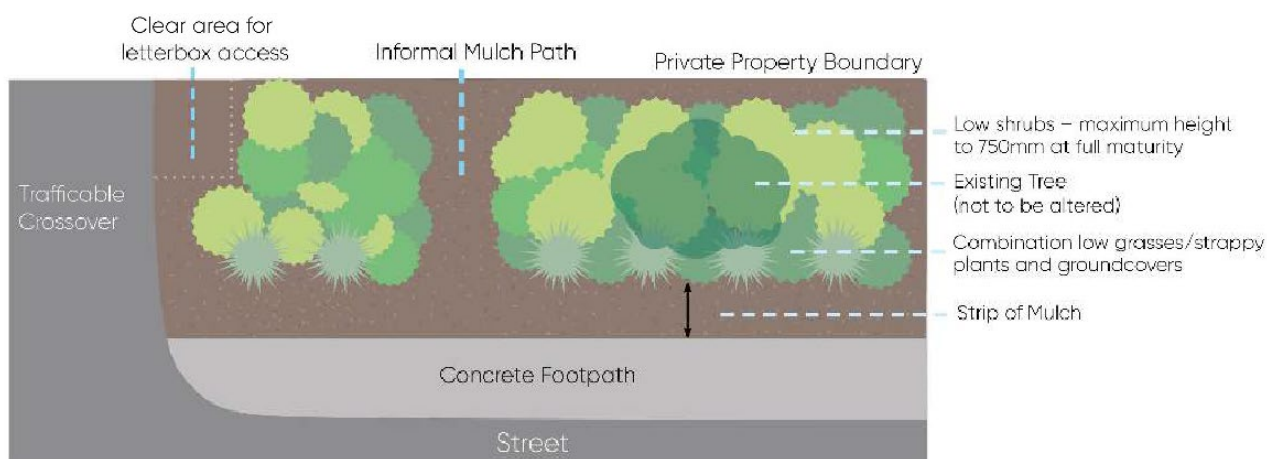 Clear area for
letterbox access
Informal Mulch Path
Private Property Boundary
Low shrubs – maximum height
to 750mm at full maturity
Trafficable
Crossover
Existing Tree
(not to be altered)
Combination low grasses/strappy
plants and groundcovers
Strip of Mulch
Concrete Footpath
Street